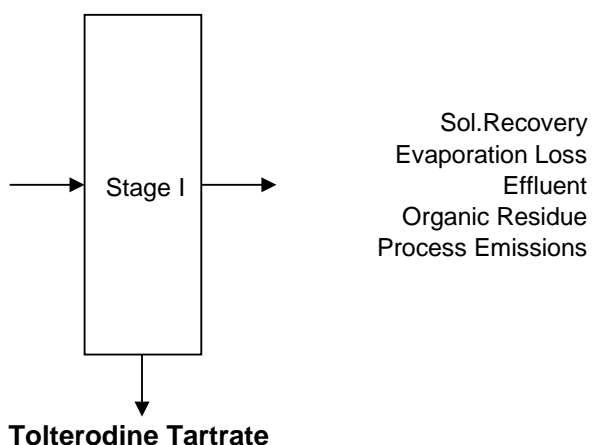 Stage I
Sol.Recovery
Evaporation Loss
Effluent
Organic Residue
Process Emissions
Tolterodine Tartrate